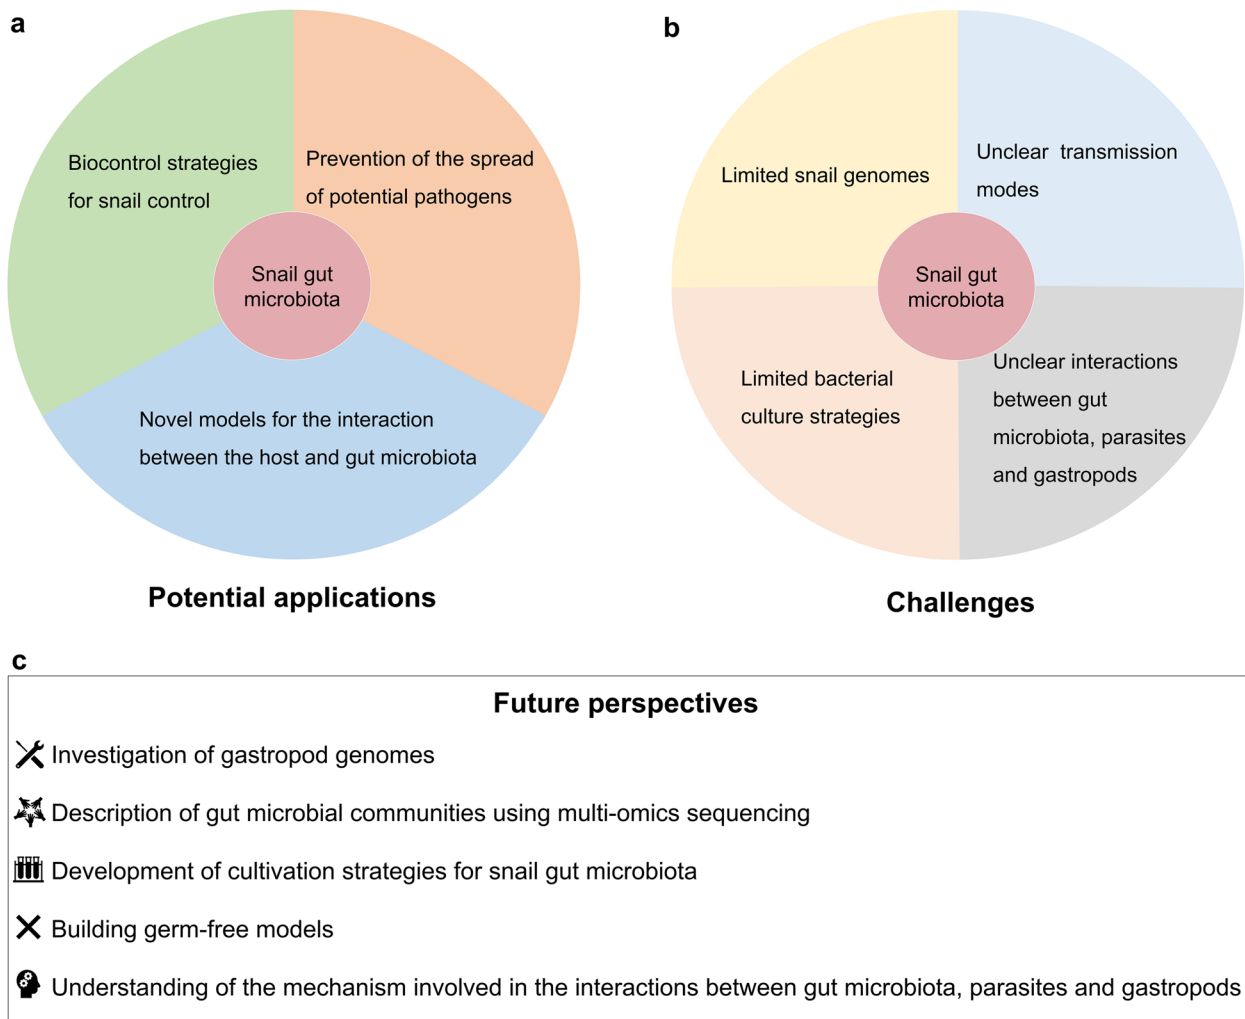 a
Biocontrol strategies
for snail control
Prevention of the spread
of potential pathogens
Snail gut
microbiota
Novel models for the interaction
between the host and gut microbiota
Potential applications
b
Limited snail genomes
Unclear transmission
modes
Snail gut
microbiota
Limited bacterial
culture strategies
Unclear interactions
between gut
microbiota, parasites
and gastropods
Challenges
c
Future perspectives
Investigation of gastropod genomes
Description of gut microbial communities using multi-omics sequencing
Development of cultivation strategies for snail gut microbiota
Building germ-free models
Understanding of the mechanism involved in the interactions between gut microbiota, parasites and gastropods